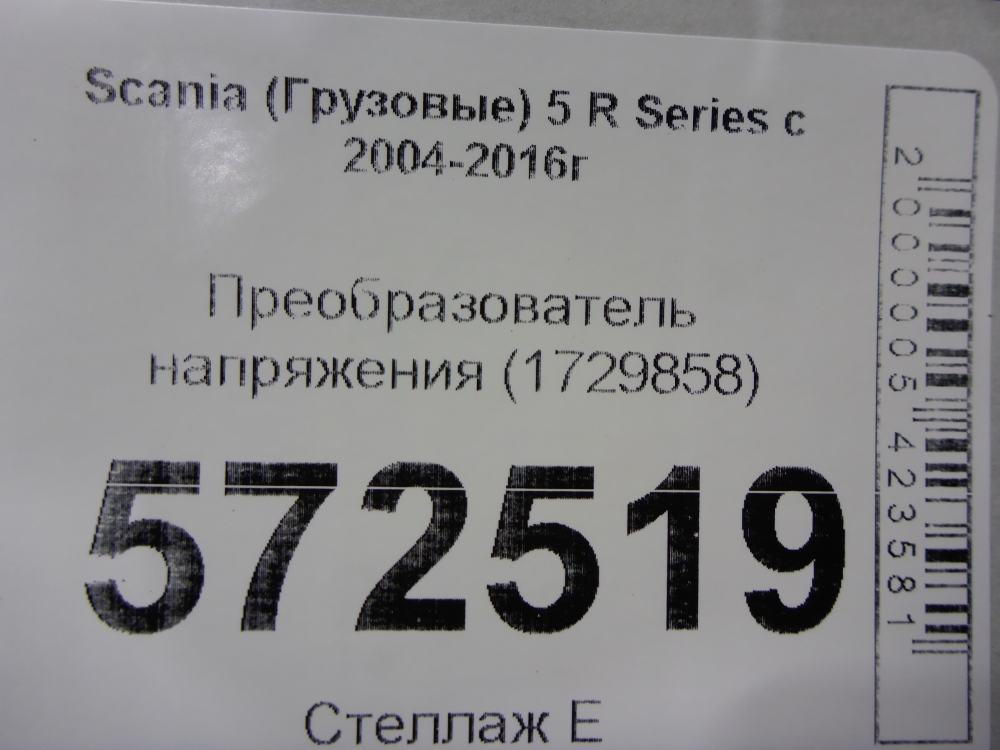 Scania (Грузовые) 5 R Series с
2004-2016г
Преобразователь
напряжения (1729858)
572519
Стеллаж Е
2000005423581